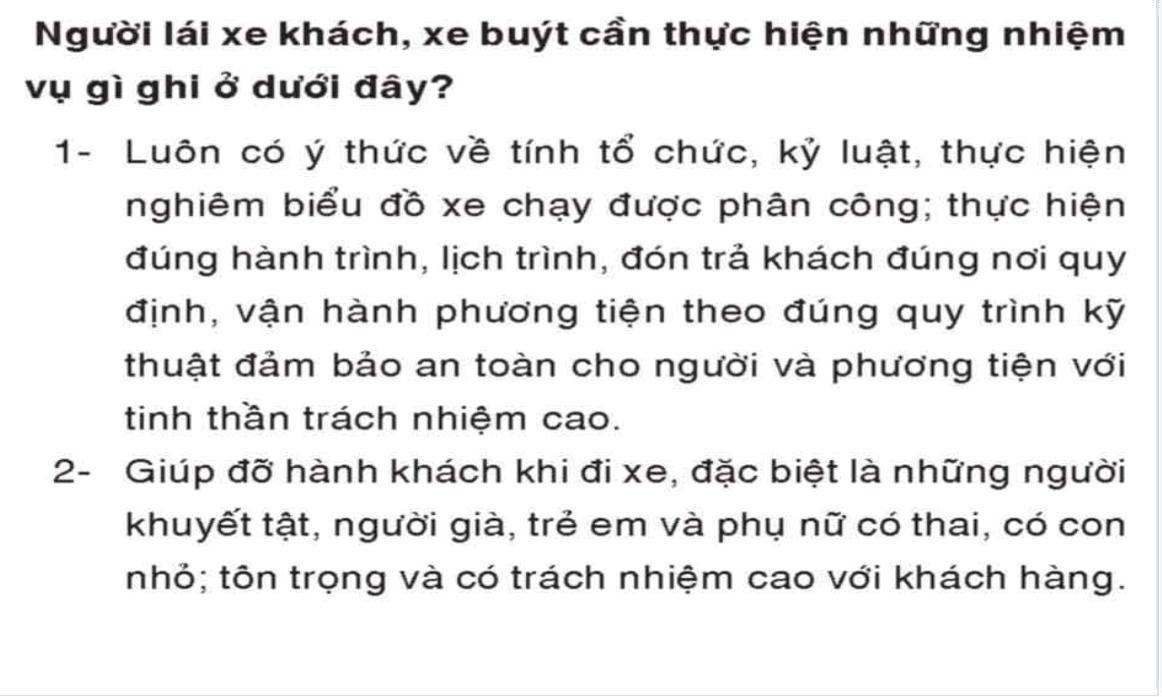 Người lái xe khách, xe buýt cần thực hiện những nhiệm
vụ gì ghi ở dưới đây?
1- Luôn có ý thức về tính tổ chức, kỷ luật, thực hiện
nghiêm biểu đồ xe chạy được phân công; thực hiện
đúng hành trình, lịch trình, đón trả khách đúng nơi quy
định, vận hành phương tiện theo đúng quy trình kỹ
thuật đảm bảo an toàn cho người và phương tiện với
tinh thần trách nhiệm cao.
2- Giúp đỡ hành khách khi đi xe, đặc biệt là những người
khuyết tật, người già, trẻ em và phụ nữ có thai, có con
nhỏ; tôn trọng và có trách nhiệm cao với khách hàng.